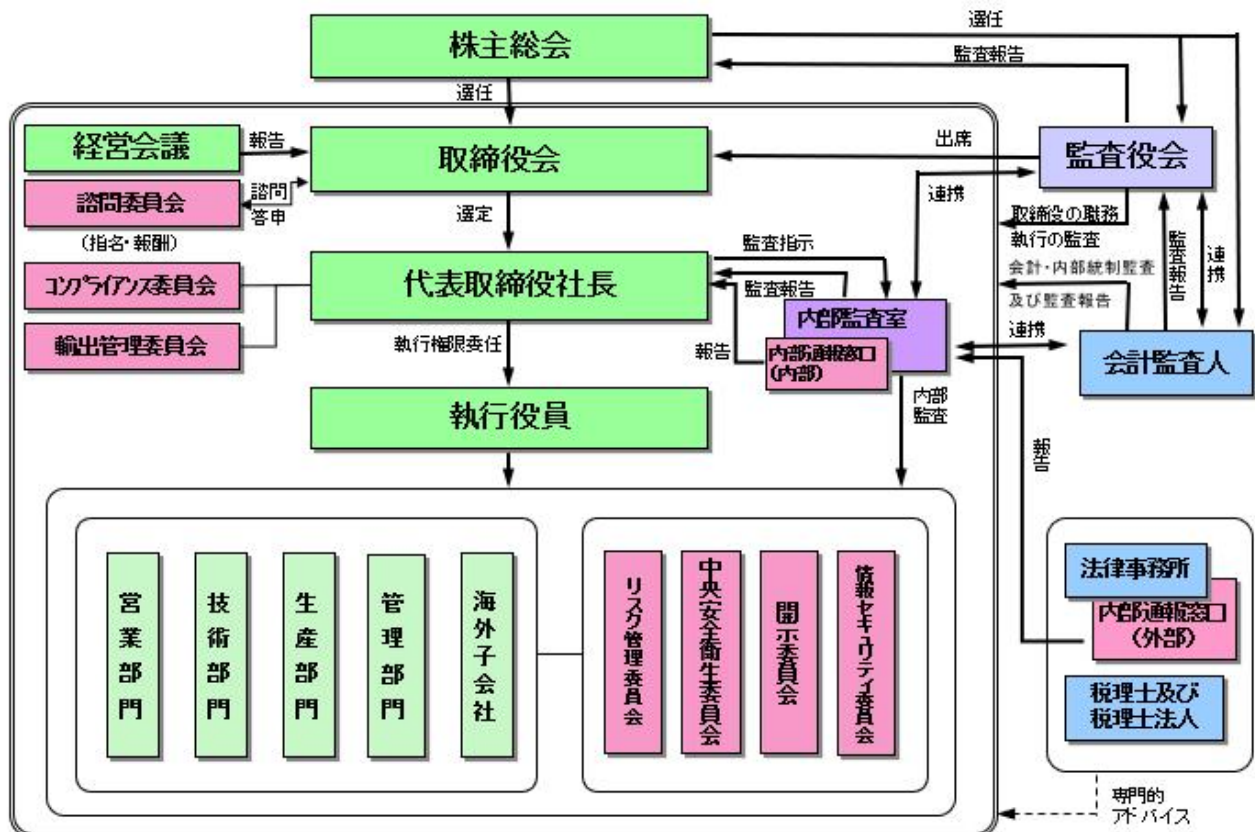 選任
株主総会
監査報告
選任
経営会議
報告
取締役会
出席
監査役会
諮問委員会
諮問
答申
(指名・報酬)
選定
連携
取締役の職務
執行の監査
監査報告
連携
コンプライアンス委員会
代表取締役社長
監査指示
監査報告
会計・内部統制監査
及び監査報告
内部監査室
輸出管理委員会
執行権限委任
報告
内部通報窓口
(内部)
連携
会計監査人
執行役員
内部
監査
報告
営業部門
技術部門
生産部門
管理部門
海外子会社
リスク管理委員会
中央安全衛生委員会
開示委員会
情報セキュリティ委員会
法律事務所
内部通報窓口
(外部)
税理士及び
税理士法人
専門的
アドバイス